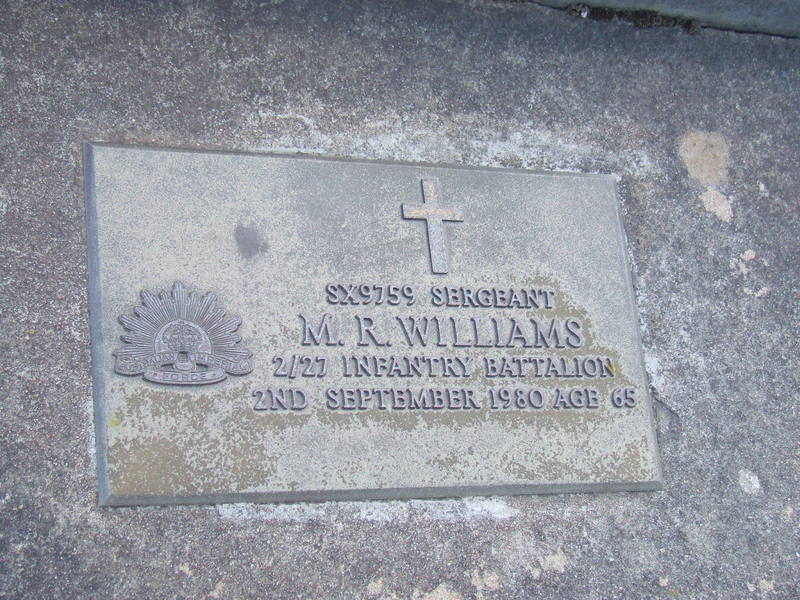 SX9759 SERGEANT
M. R. WILLIAMS
2/27 INFANTRY BATTALION
2ND SEPTEMBER 1980 AGE 65